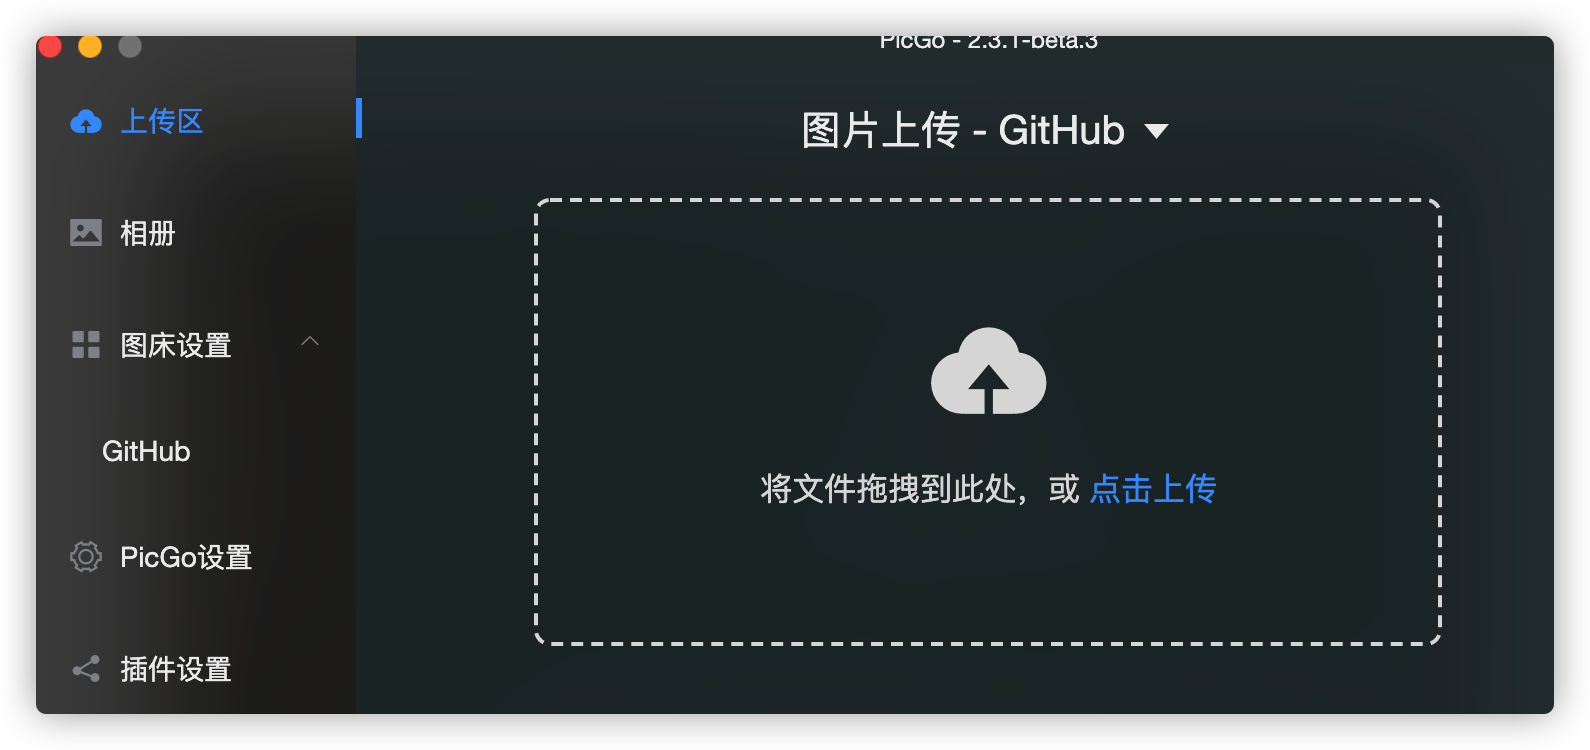 PicGo - 2.3.1-beta.3
上传区
相册
图床设置
GitHub
PicGo设置
插件设置
图片上传 - GitHub
将文件拖拽到此处，或 点击上传